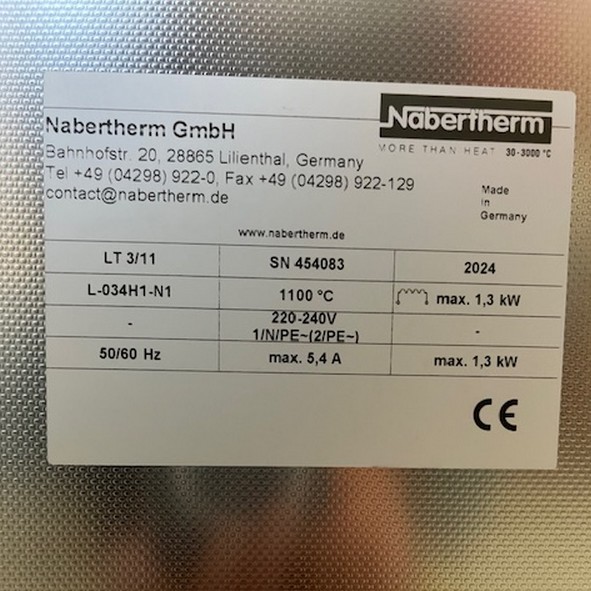 Nabertherm
MORE THAN HEAT 30-3000 °C
Nabertherm GmbH
Bahnhofstr. 20, 28865 Lilienthal, Germany
Tel +49 (04298) 922-0, Fax +49 (04298) 922-129
contact@nabertherm.de
Made
in
Germany
www.nabertherm.de
LT 3/11 SN 454083 2024
L-034H1-N1 1100 °C max. 1,3 kW
- 220-240V -
1/N/PE~(2/PE~)
50/60 Hz max. 5,4 A max. 1,3 kW
CE